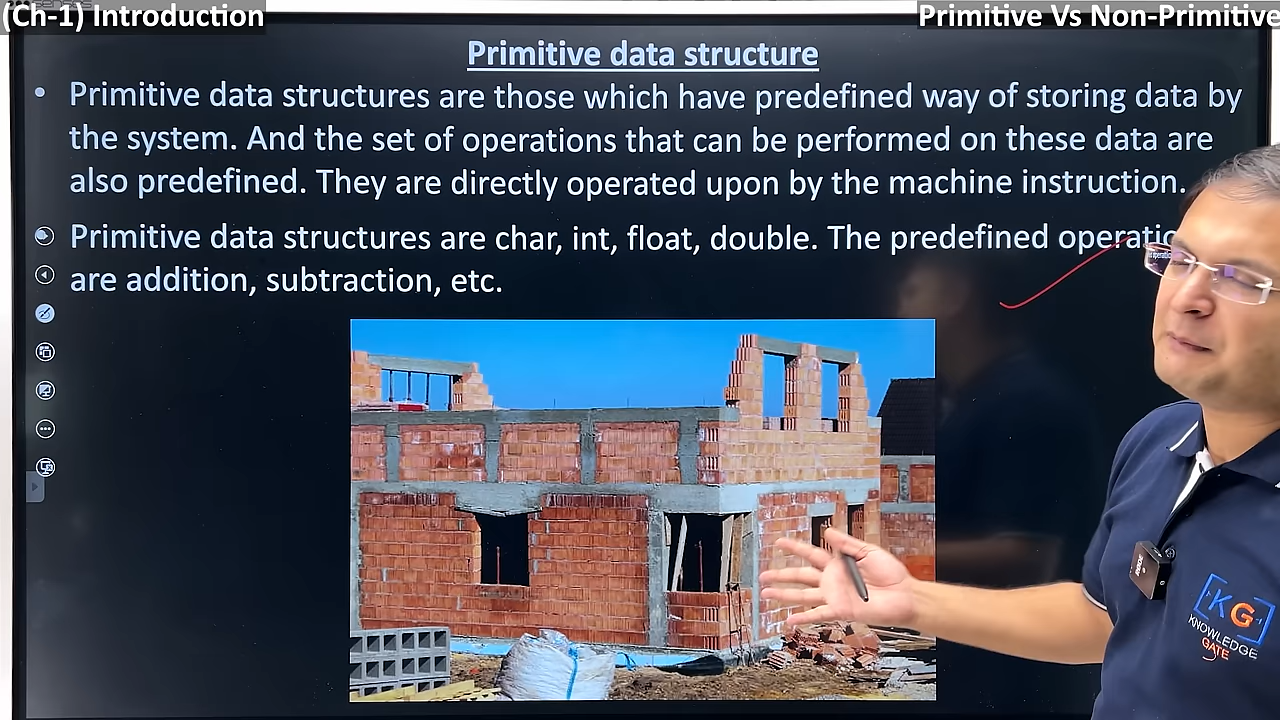 (Ch-1) Introduction
Primitive Vs Non-Primitive
Primitive data structure
• Primitive data structures are those which have predefined way of storing data by
the system. And the set of operations that can be performed on these data are
also predefined. They are directly operated upon by the machine instruction.
Primitive data structures are char, int, float, double. The predefined operatio
are addition, subtraction, etc.
KG
KNOWLEDGE
GATE